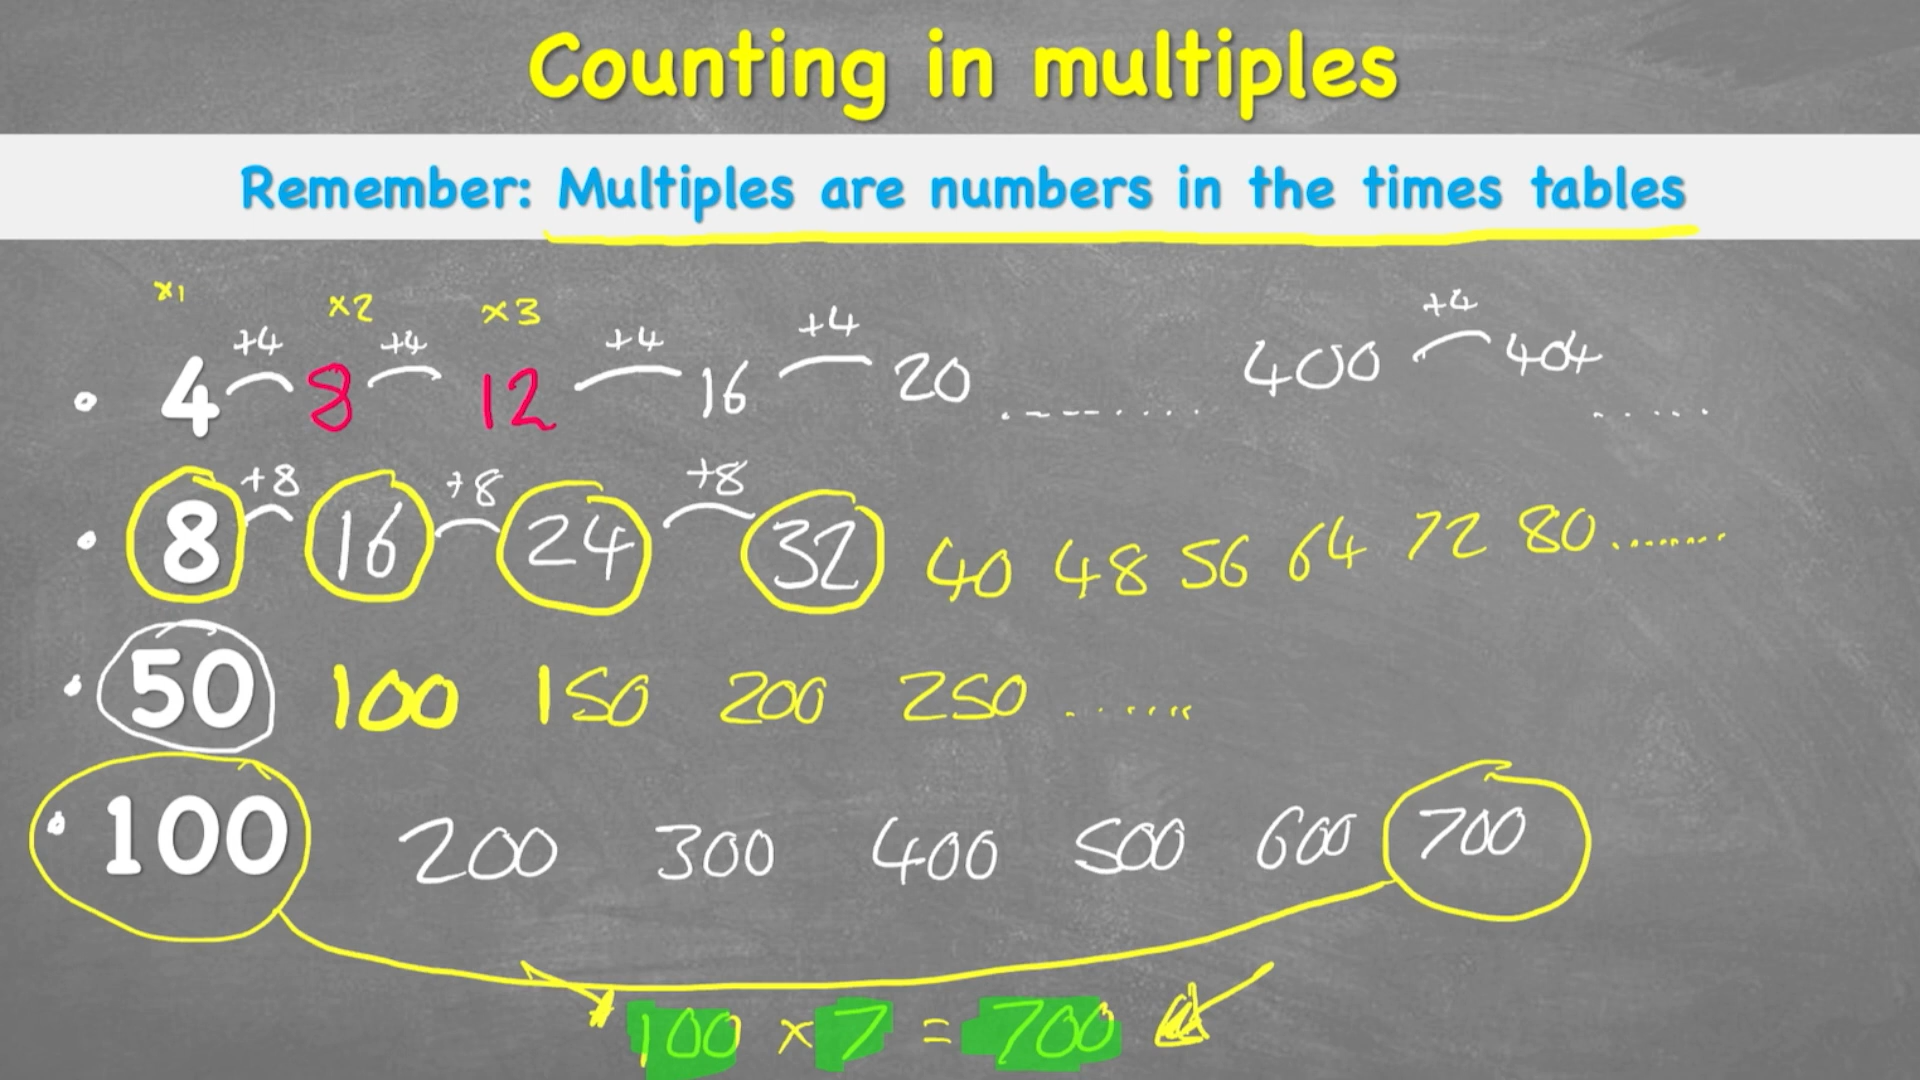 Counting in multiples
Remember: Multiples are numbers in the times tables
x1 x2 x3
+4 +4 +4 +4 +4
• 4 8 12 16 20 ........... 400 404 .....
+8 +8 +8
• 8 16 24 32 40 48 56 64 72 80 ........
• 50 100 150 200 250 .......
• 100 200 300 400 500 600 700
100 x 7 = 700